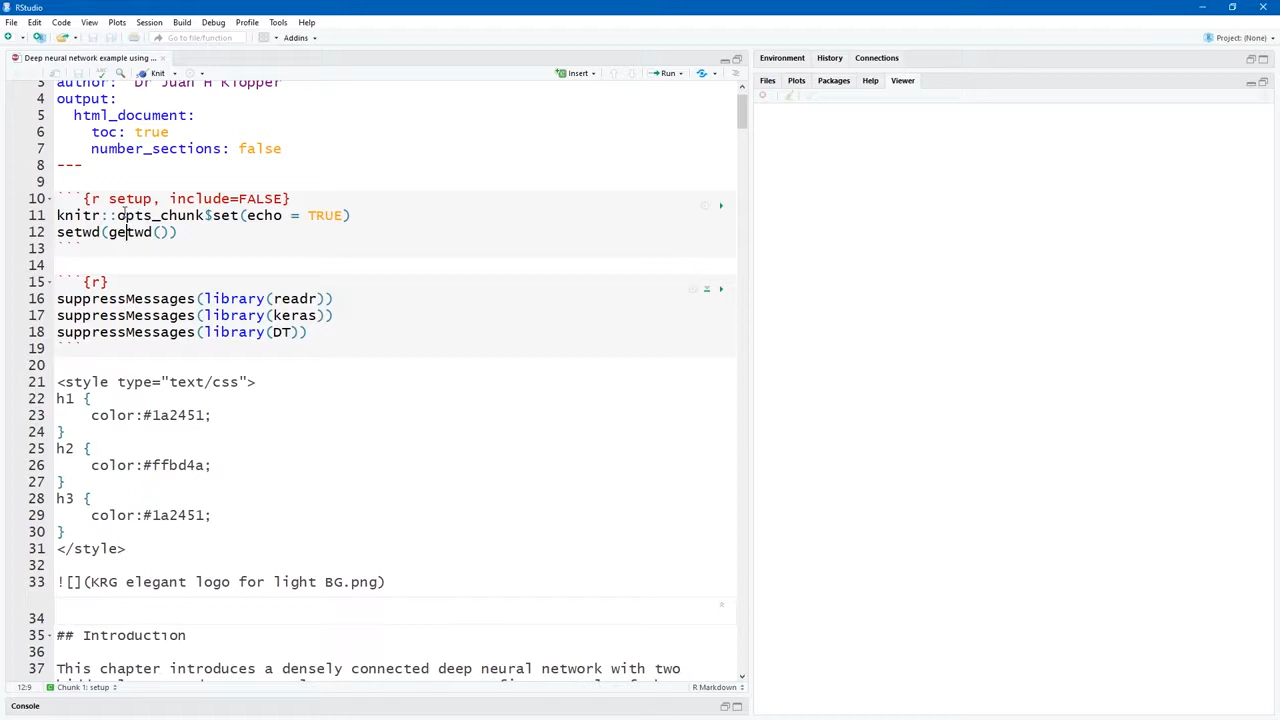 RStudio
File Edit Code View Plots Session Build Debug Profile Tools Help
Go to file/function Addins Project: (None)
Deep neural network example using ...
Environment History Connections
Knit Insert Run
Files Plots Packages Help Viewer
3 author: "Dr Juan H Klopper
4 output:
5 html_document:
6 toc: true
7 number_sections: false
8 ---
9
10 ```{r setup, include=FALSE}
11 knitr::opts_chunk$set(echo = TRUE)
12 setwd(getwd())
13 ```
14
15 ```{r}
16 suppressMessages(library(readr))
17 suppressMessages(library(keras))
18 suppressMessages(library(DT))
19 ```
20
21 <style type="text/css">
22 h1 {
23 color:#1a2451;
24 }
25 h2 {
26 color:#ffbd4a;
27 }
28 h3 {
29 color:#1a2451;
30 }
31 </style>
32
33 ![](KRG elegant logo for light BG.png)
34
35 ## Introduction
36
37 This chapter introduces a densely connected deep neural network with two
12:9 Chunk 1: setup R Markdown
Console